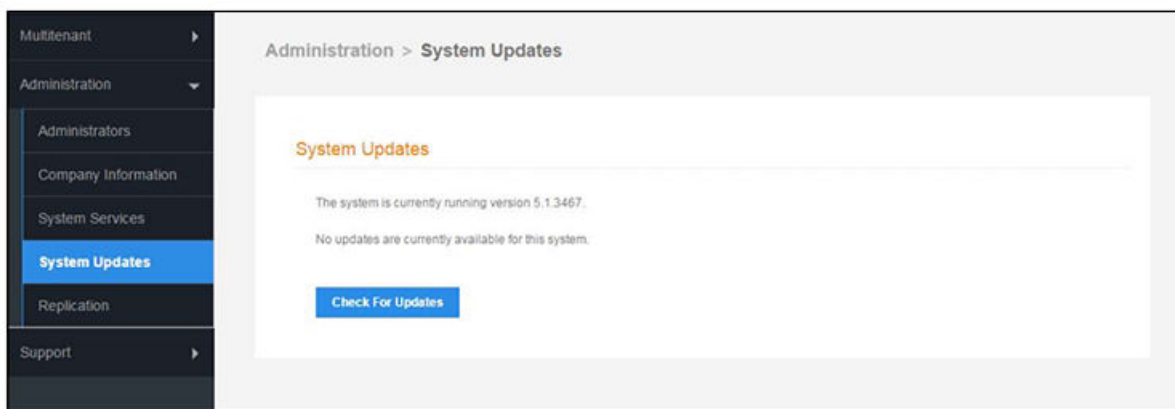 Multitenant
Administration
Administrators
Company Information
System Services
System Updates
Replication
Support
Administration > System Updates
System Updates
The system is currently running version 5.1.3467.
No updates are currently available for this system.
Check For Updates